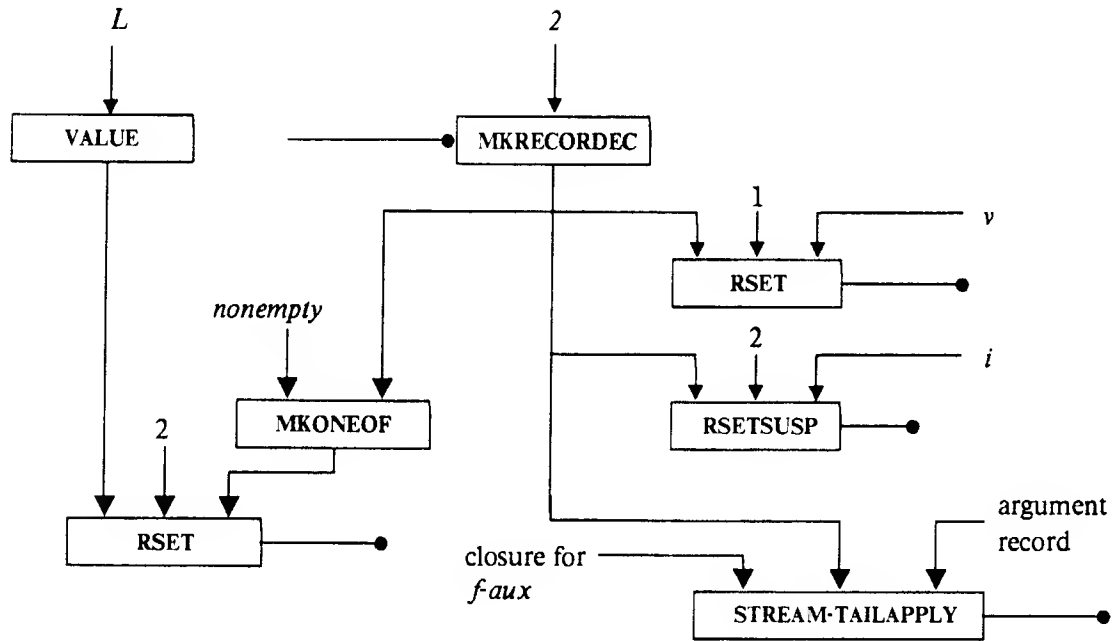 L
2
VALUE
MKRECORDEC
1
v
RSET
nonempty
2
i
MKONEOF
RSETSUSP
2
RSET
argument
record
closure for
f-aux
STREAM-TAILAPPLY